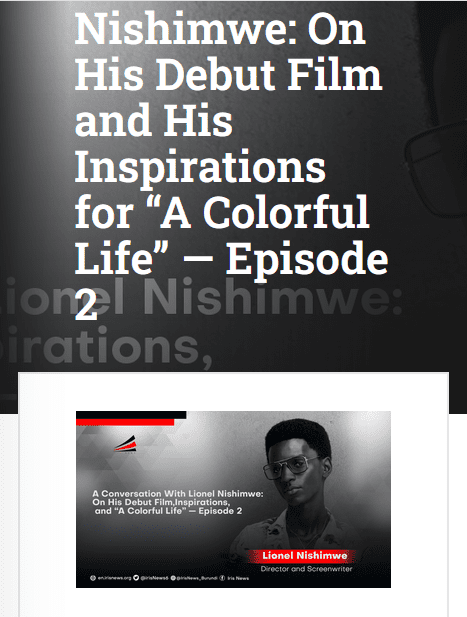 Nishimwe: On
His Debut Film
and His
Inspirations
for “A Colorful
Life” — Episode
2
ionel Nishimwe:
irations,
A Conversation With Lionel Nishimwe:
On His Debut Film,Inspirations,
and “A Colorful Life” — Episode 2
Lionel Nishimwe
Director and Screenwriter
en.irisnews.org @IrisNews6 @IrisNews_Burundi Iris News